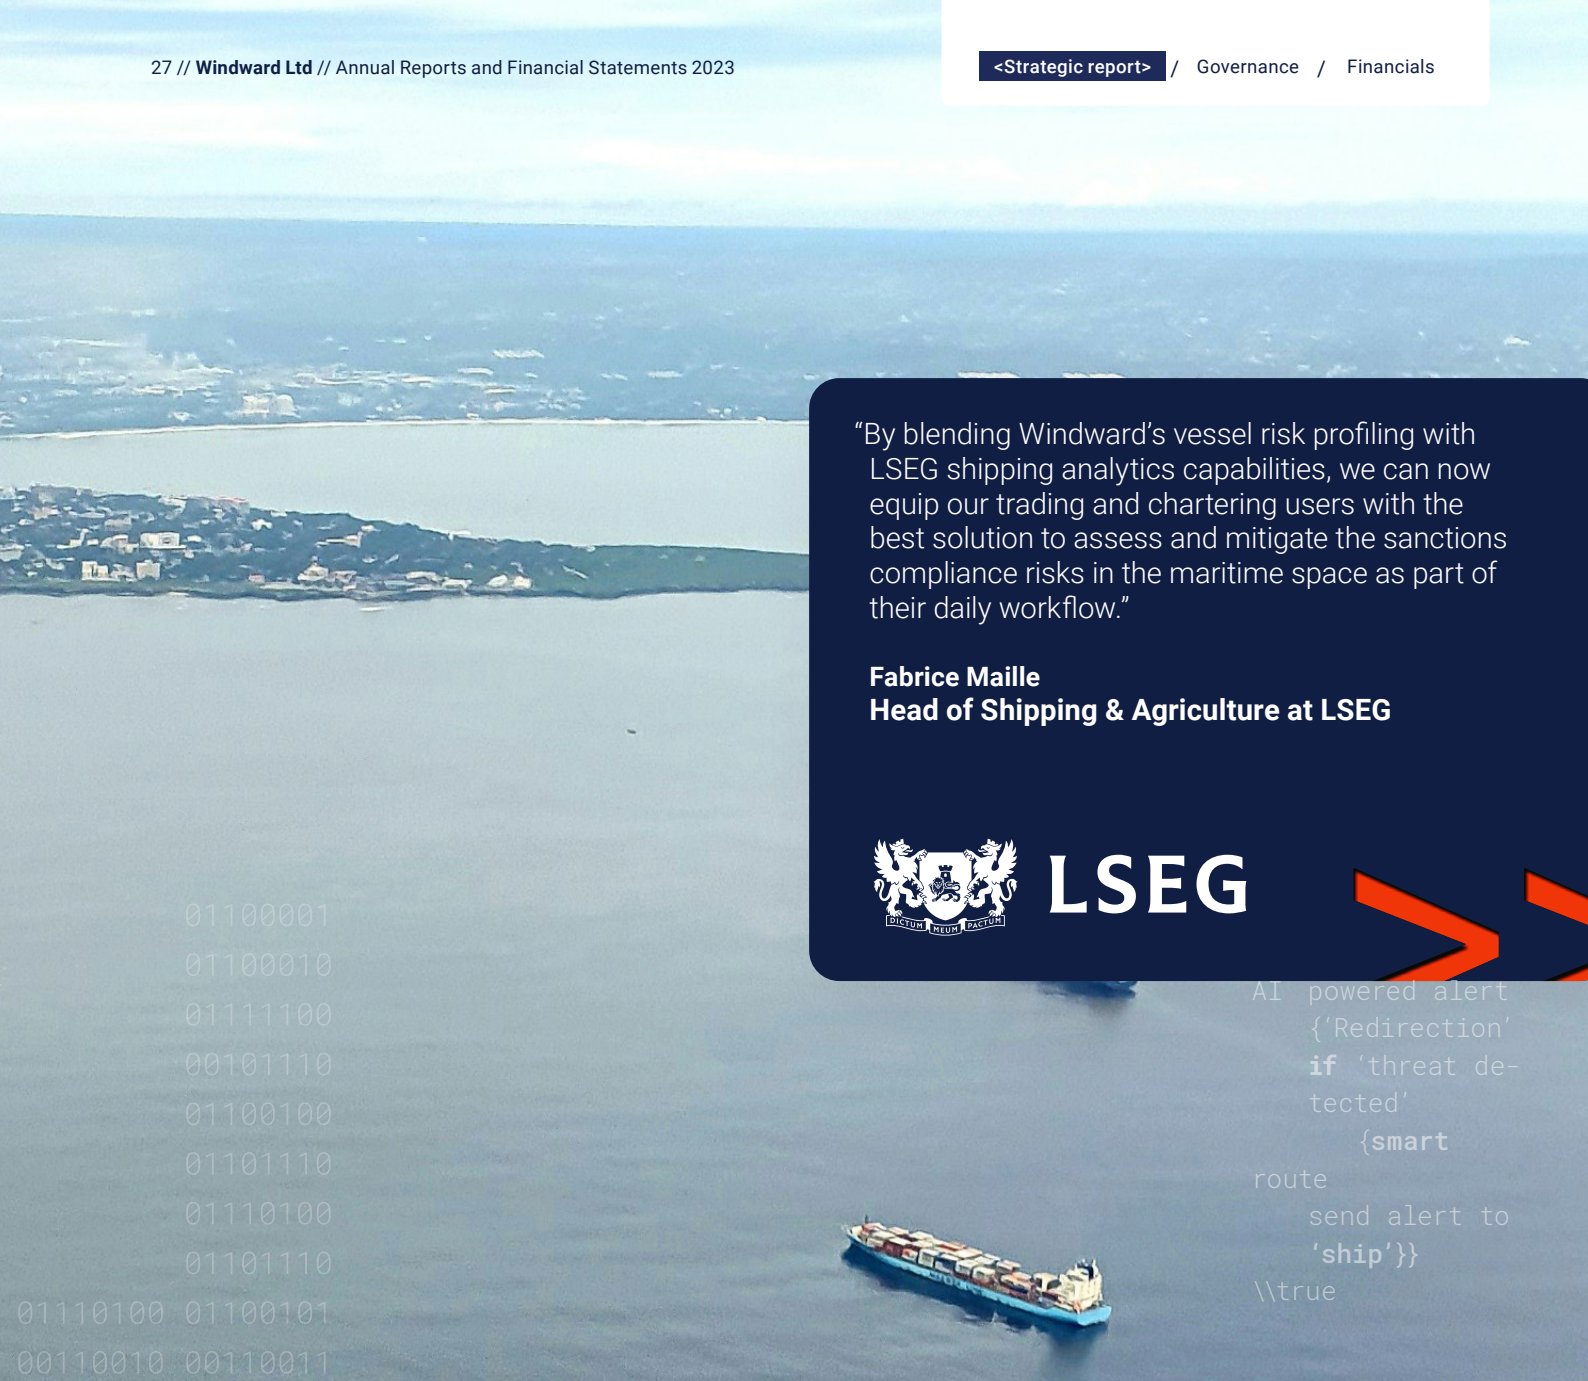 27 // Windward Ltd // Annual Reports and Financial Statements 2023
<Strategic report> / Governance / Financials
“By blending Windward’s vessel risk profiling with
LSEG shipping analytics capabilities, we can now
equip our trading and chartering users with the
best solution to assess and mitigate the sanctions
compliance risks in the maritime space as part of
their daily workflow.”
Fabrice Maille
Head of Shipping & Agriculture at LSEG
DICTUM MEUM PACTUM
LSEG
>>
01100001
01100010
01111100
00101110
01100100
01101110
01110100
01101110
01110100 01100101
00110010 00110011
AI powered alert
{‘Redirection’
if ‘threat de-
tected’
{smart
route
send alert to
‘ship’}}
\\true